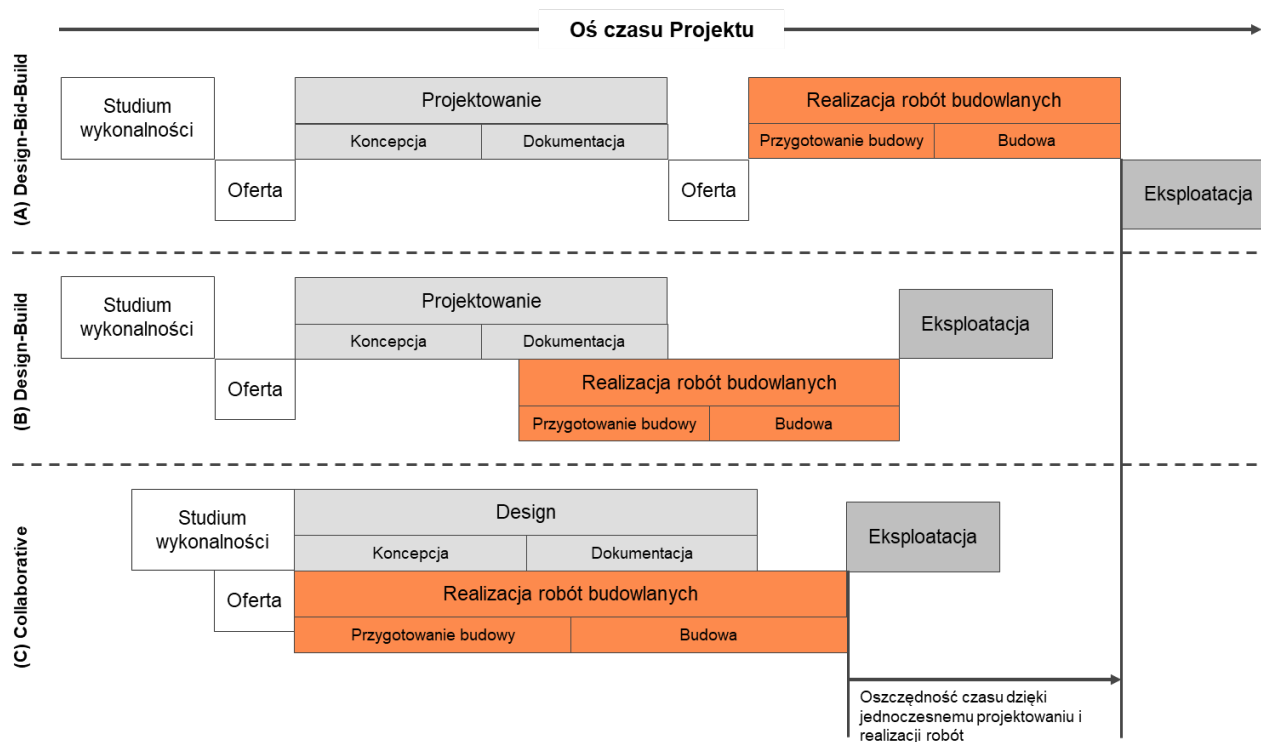 Oś czasu Projektu
(A) Design-Bid-Build
Studium
wykonalności
Oferta
Projektowanie
Koncepcja
Dokumentacja
Oferta
Realizacja robót budowlanych
Przygotowanie budowy
Budowa
Eksploatacja
(B) Design-Build
Studium
wykonalności
Oferta
Projektowanie
Koncepcja
Dokumentacja
Realizacja robót budowlanych
Przygotowanie budowy
Budowa
Eksploatacja
(C) Collaborative
Studium
wykonalności
Oferta
Design
Koncepcja
Dokumentacja
Realizacja robót budowlanych
Przygotowanie budowy
Budowa
Eksploatacja
Oszczędność czasu dzięki
jednoczesnemu projektowaniu i
realizacji robót